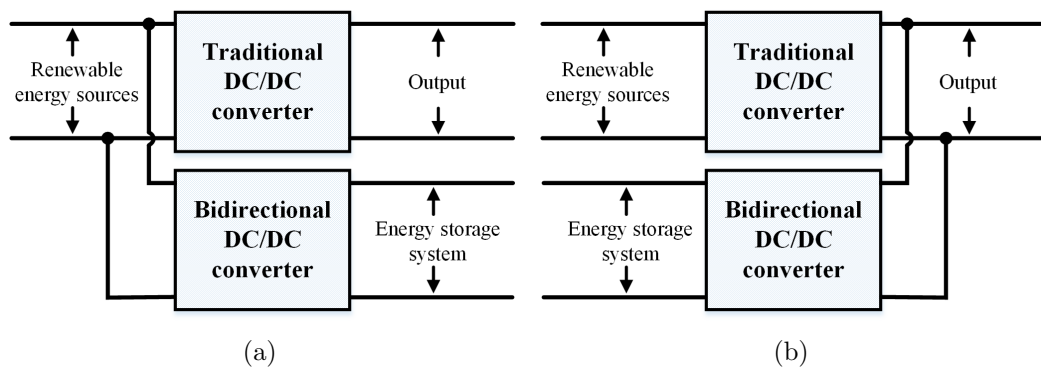 Traditional
DC/DC
converter
Renewable
energy sources
Output
Bidirectional
DC/DC
converter
Energy storage
system
(a)
Traditional
DC/DC
converter
Renewable
energy sources
Output
Bidirectional
DC/DC
converter
Energy storage
system
(b)